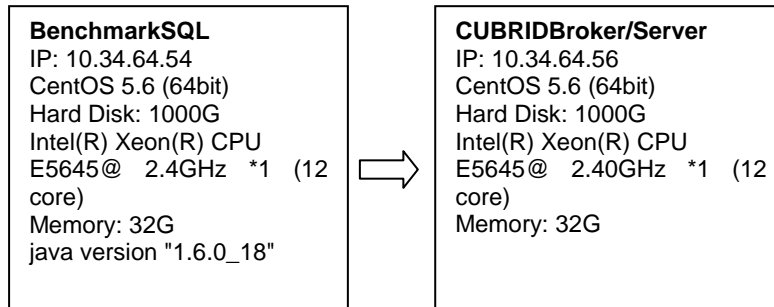 BenchmarkSQL
IP: 10.34.64.54
CentOS 5.6 (64bit)
Hard Disk: 1000G
Intel(R) Xeon(R) CPU
E5645@ 2.4GHz *1 (12
core)
Memory: 32G
java version "1.6.0_18"
CUBRIDBroker/Server
IP: 10.34.64.56
CentOS 5.6 (64bit)
Hard Disk: 1000G
Intel(R) Xeon(R) CPU
E5645@ 2.40GHz *1 (12
core)
Memory: 32G